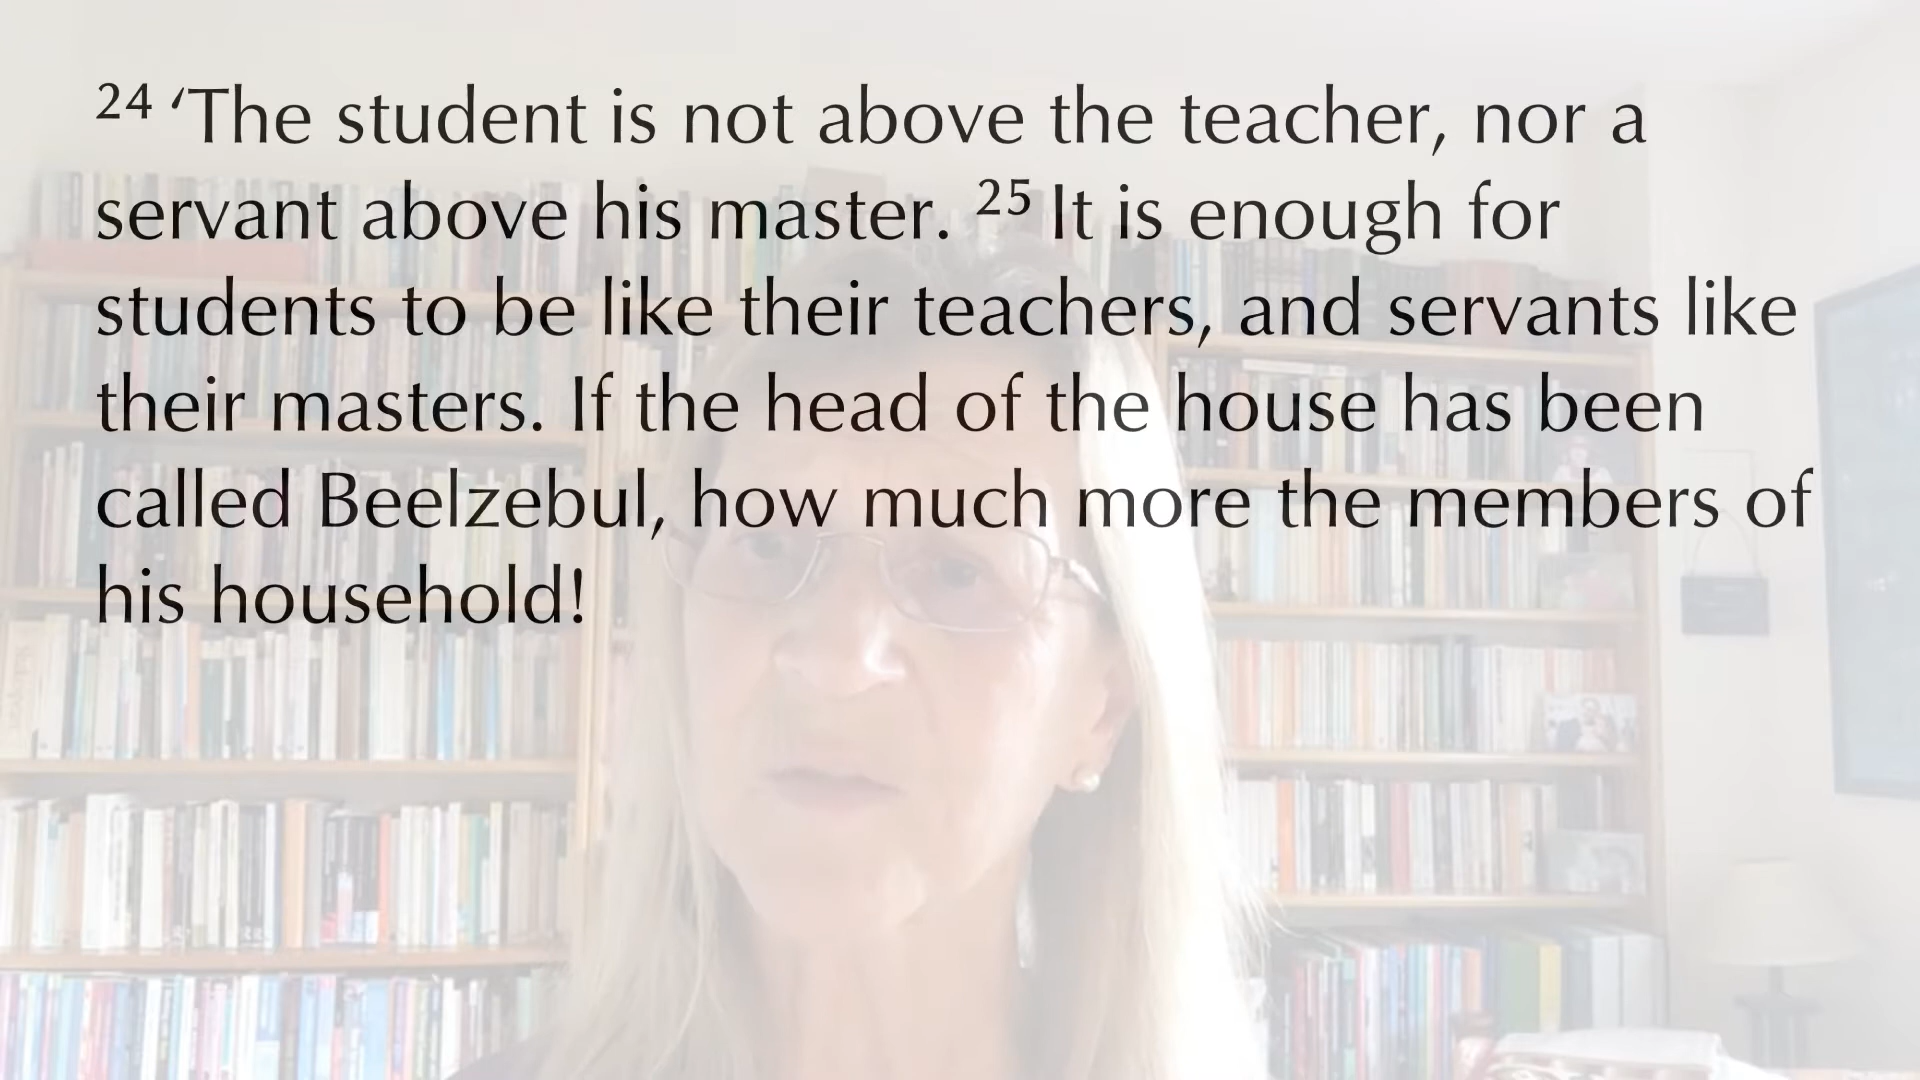 24 ‘The student is not above the teacher, nor a
servant above his master. 25 It is enough for
students to be like their teachers, and servants like
their masters. If the head of the house has been
called Beelzebul, how much more the members of
his household!